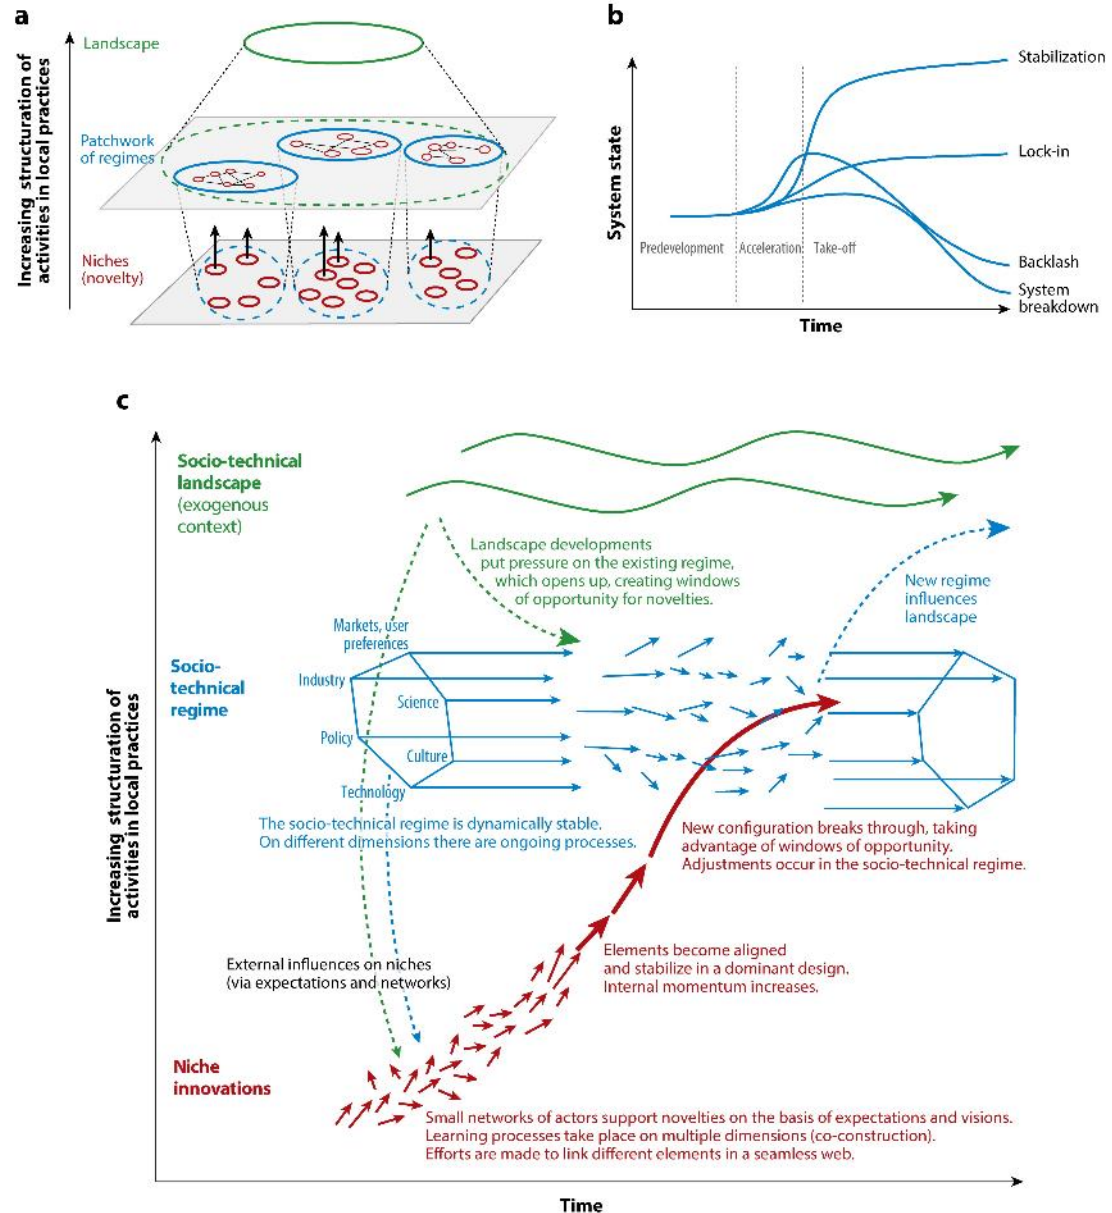 a
Increasing structuration of
activities in local practices
Landscape
Patchwork
of regimes
Niches
(novelty)
b
System state
Stabilization
Lock-in
Backlash
System
breakdown
Predevelopment
Acceleration
Take-off
Time
c
Increasing structuration of
activities in local practices
Socio-technical
landscape
(exogenous
context)
Landscape developments
put pressure on the existing regime,
which opens up, creating windows
of opportunity for novelties.
New regime
influences
landscape
Socio-
technical
regime
Markets, user
preferences
Industry
Science
Policy
Culture
Technology
The socio-technical regime is dynamically stable.
On different dimensions there are ongoing processes.
New configuration breaks through, taking
advantage of windows of opportunity.
Adjustments occur in the socio-technical regime.
Elements become aligned
and stabilize in a dominant design.
Internal momentum increases.
External influences on niches
(via expectations and networks)
Niche
innovations
Small networks of actors support novelties on the basis of expectations and visions.
Learning processes take place on multiple dimensions (co-construction).
Efforts are made to link different elements in a seamless web.
Time